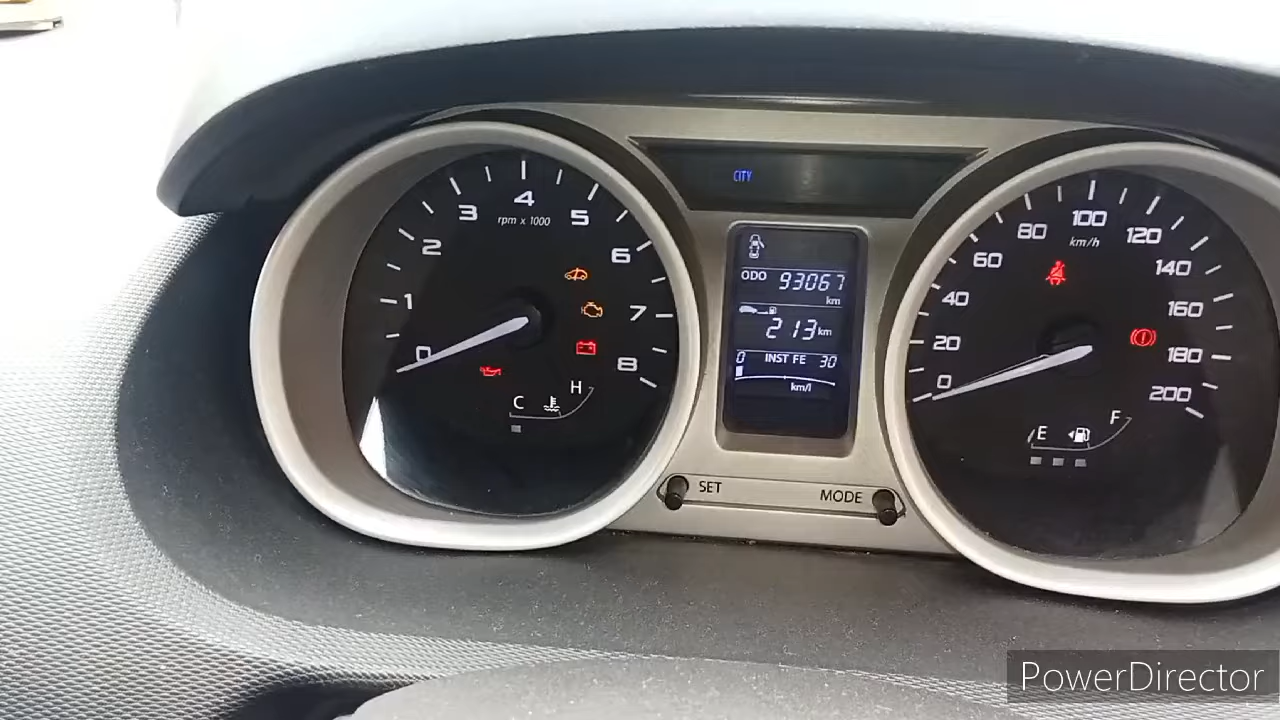 CITY
0
1
2
3
4
5
6
7
8
rpm x 1000
C
H
ODO 93067
km
213 km
0 INST FE 30
km/l
SET
MODE
0
20
40
60
80
100
120
140
160
180
200
km/h
E
F
PowerDirector